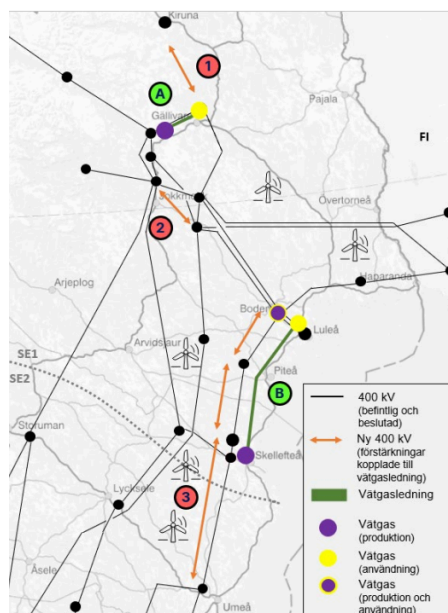 Kiruna
1
A
Gällivare
Pajala
FI
Jokkmokk
Övertorneå
2
Haparanda
Arjeplog
Boden
Luleå
Arvidsjaur
SE1
SE2
Piteå
B
Storuman
Skellefteå
3
Lycksele
Åsele
Umeå
400 kV
(befintlig och
beslutad)
Ny 400 kV
(förstärkningar
kopplade till
vätgasledning)
Vätgasledning
Vätgas
(produktion)
Vätgas
(användning)
Vätgas
(produktion och
användning)